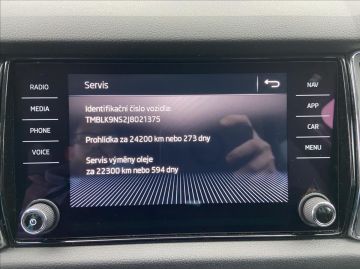 Servis
RADIO
MEDIA
PHONE
VOICE
NAV
APP
CAR
MENU
Identifikační číslo vozidla:
TMBLK9NS2J8021375
Prohlídka za 24200 km nebo 273 dny
Servis výměny oleje
za 22300 km nebo 594 dny